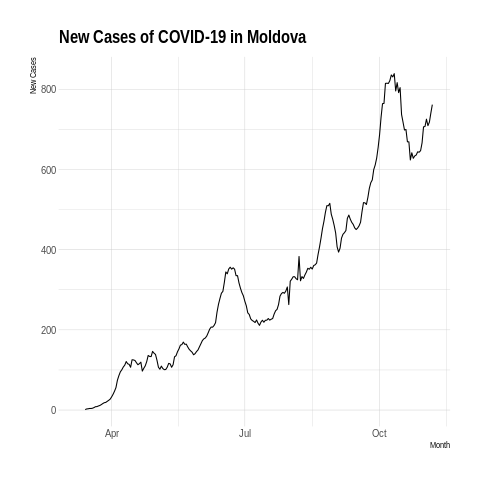 New Cases of COVID-19 in Moldova
New Cases
800
600
400
200
0
Apr
Jul
Oct
Month